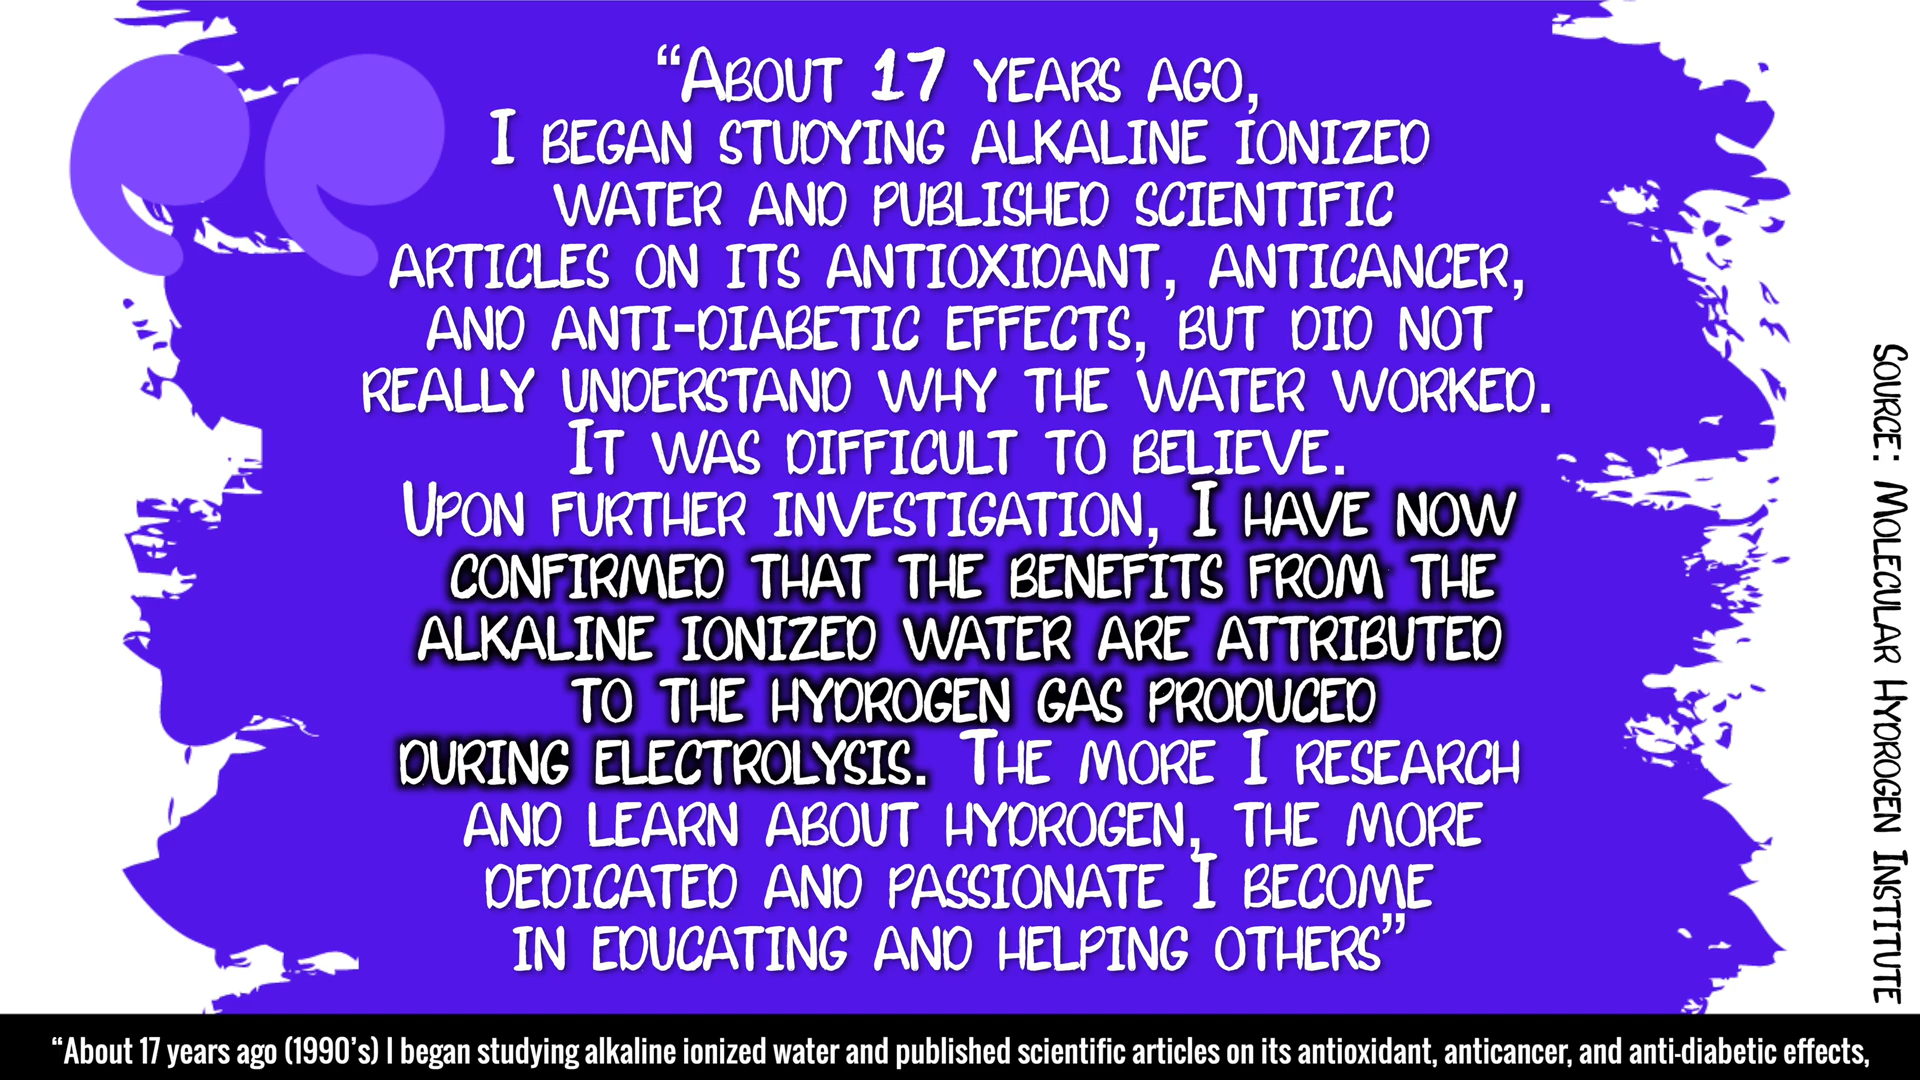 “About 17 years ago,
I began studying alkaline ionized
water and published scientific
articles on its antioxidant, anticancer,
and anti-diabetic effects, but did not
really understand why the water worked.
It was difficult to believe.
Upon further investigation, I have now
confirmed that the benefits from the
alkaline ionized water are attributed
to the hydrogen gas produced
during electrolysis. The more I research
and learn about hydrogen, the more
dedicated and passionate I become
in educating and helping others”
Source: Molecular Hydrogen Institute
“About 17 years ago (1990’s) I began studying alkaline ionized water and published scientific articles on its antioxidant, anticancer, and anti-diabetic effects,